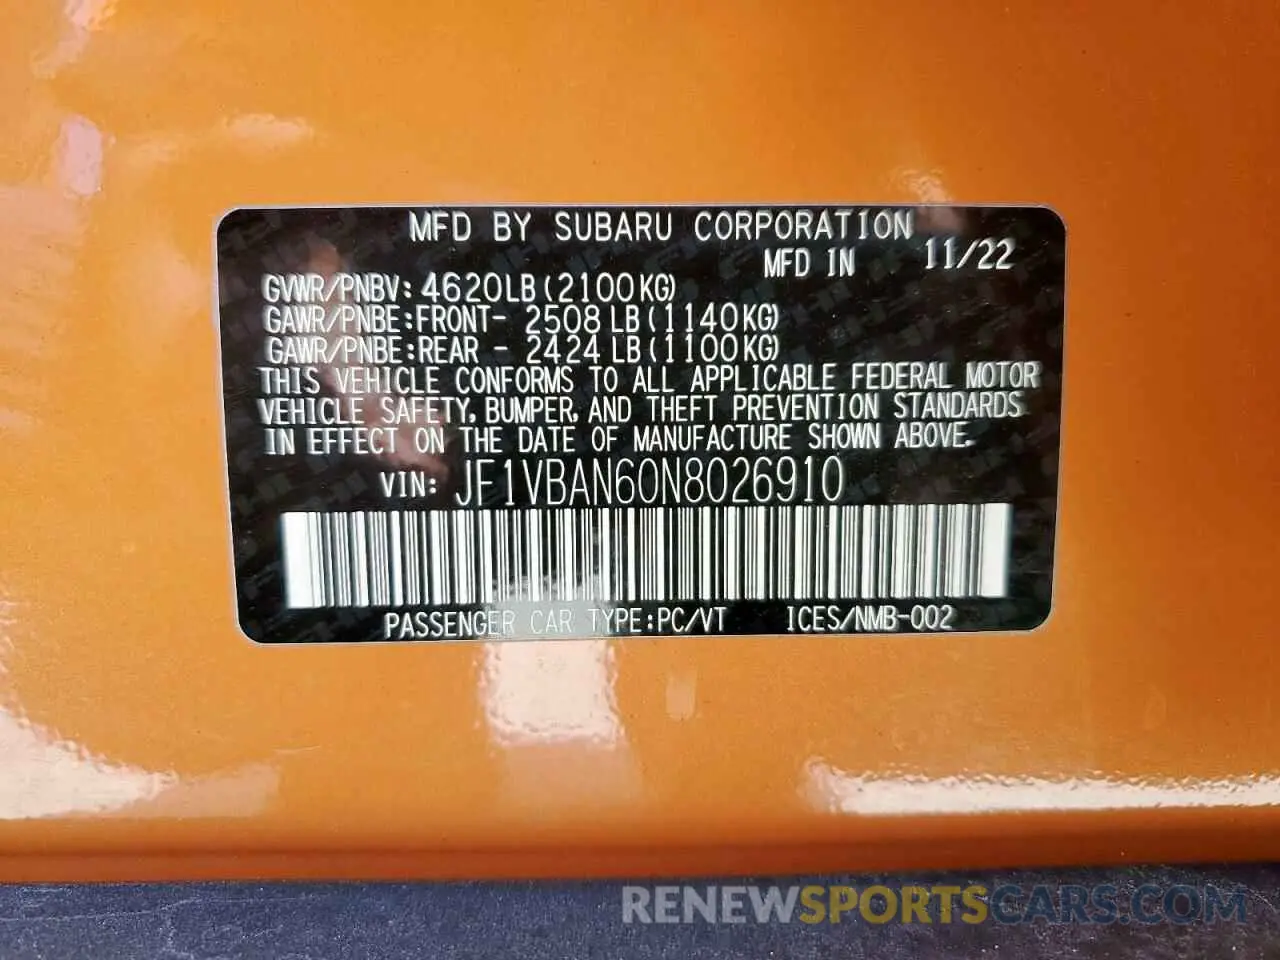 MFD BY SUBARU CORPORATION
MFD IN 11/22
GVWR/PNBV: 4620LB (2100KG)
GAWR/PNBE:FRONT- 2508 LB (1140KG)
GAWR/PNBE:REAR - 2424 LB (1100KG)
THIS VEHICLE CONFORMS TO ALL APPLICABLE FEDERAL MOTOR
VEHICLE SAFETY, BUMPER, AND THEFT PREVENTION STANDARDS
IN EFFECT ON THE DATE OF MANUFACTURE SHOWN ABOVE.
VIN: JF1VBAN60N8026910
PASSENGER CAR TYPE:PC/VT ICES/NMB-002
RENEWSPORTSCARS.COM